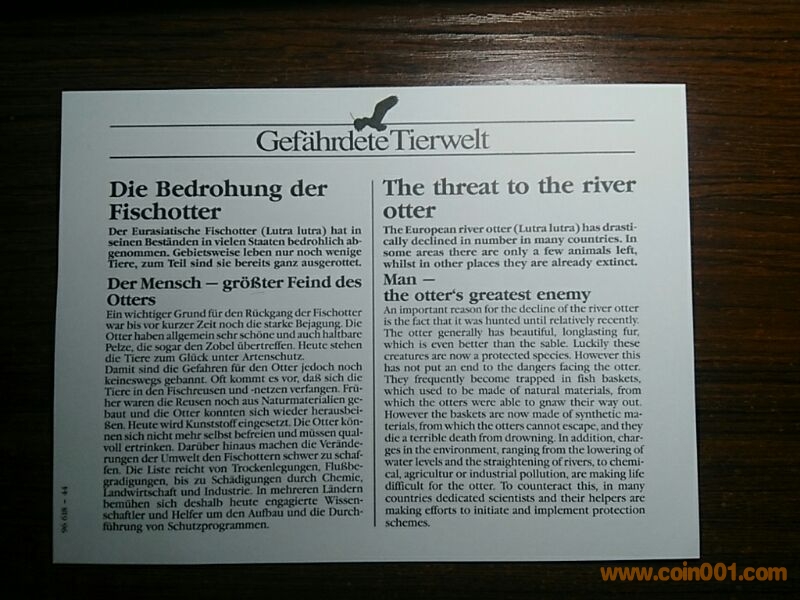 Gefährdete Tierwelt
Die Bedrohung der
Fischotter
Der Eurasiatische Fischotter (Lutra lutra) hat in
seinen Beständen in vielen Staaten bedrohlich ab-
genommen. Gebietsweise leben nur noch wenige
Tiere, zum Teil sind sie bereits ganz ausgerottet.
Der Mensch – größter Feind des
Otters
Ein wichtiger Grund für den Rückgang der Fischotter
war bis vor kurzer Zeit noch die starke Bejagung. Die
Otter haben allgemein sehr schöne und auch haltbare
Pelze, die sogar den Zobel übertreffen. Heute stehen
die Tiere zum Glück unter Artenschutz.
Damit sind die Gefahren für den Otter jedoch noch
keineswegs gebannt. Oft kommt es vor, daß sich die
Tiere in den Fischreusen und -netzen verfangen. Frü-
her waren die Reusen noch aus Naturmaterialien ge-
baut und die Otter konnten sich wieder herausbei-
ßen. Heute wird Kunststoff eingesetzt. Die Otter kön-
nen sich nicht mehr selbst befreien und müssen qual-
voll ertrinken. Darüber hinaus machen die Verände-
rungen der Umwelt den Fischottern schwer zu schaf-
fen. Die Liste reicht von Trockenlegungen, Flußbe-
gradigungen, bis zu Schädigungen durch Chemie,
Landwirtschaft und Industrie. In mehreren Ländern
bemühen sich deshalb heute engagierte Wissen-
schaftler und Helfer um den Aufbau und die Durch-
führung von Schutzprogrammen.
The threat to the river
otter
The European river otter (Lutra lutra) has drasti-
cally declined in number in many countries. In
some areas there are only a few animals left,
whilst in other places they are already extinct.
Man –
the otter's greatest enemy
An important reason for the decline of the river otter
is the fact that it was hunted until relatively recently.
The otter generally has beautiful, longlasting fur,
which is even better than the sable. Luckily these
creatures are now a protected species. However this
has not put an end to the dangers facing the otter.
They frequently become trapped in fish baskets,
which used to be made of natural materials, from
which the otters were able to gnaw their way out.
However the baskets are now made of synthetic ma-
terials, from which the otters cannot escape, and they
die a terrible death from drowning. In addition, char-
ges in the environment, ranging from the lowering of
water levels and the straightening of rivers, to chemi-
cal, agricultur or industrial pollution, are making life
difficult for the otter. To counteract this, in many
countries dedicated scientists and their helpers are
making efforts to initiate and implement protection
schemes.
96 618 – 44
www.coin001.com